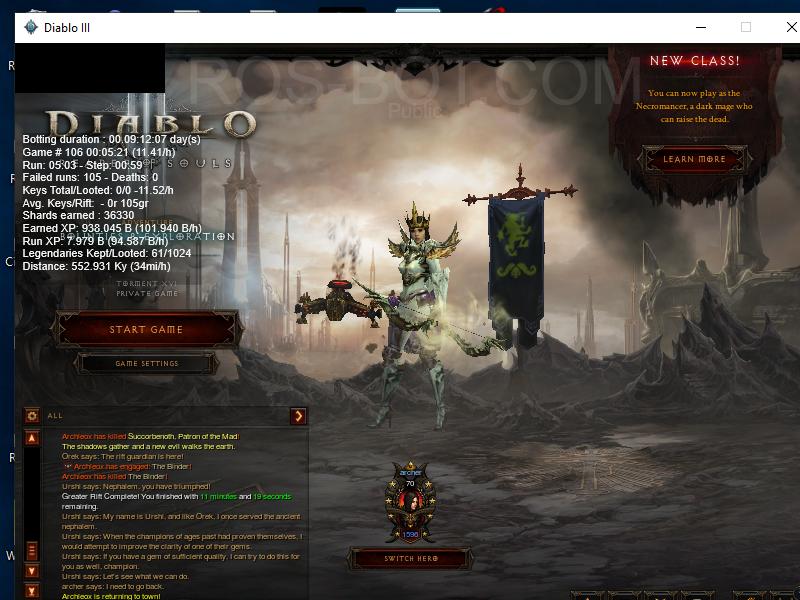 Diablo III
NEW CLASS!
You can now play as the
Necromancer, a dark mage who
can raise the dead.
LEARN MORE
ROS-BOT.COM
Public
DIABLO
OF SOULS
Botting duration : 00.09:12:07 day(s)
Game # 106 00:05:21 (11.41/h)
Run: 05:03 - Step: 00:59
Failed runs: 105 - Deaths: 0
Keys Total/Looted: 0/0 -11.52/h
Avg. Keys/Rift: - 0r 105gr
Shards earned : 36330
ADVENTURE
Earned XP: 938.045 B (101.940 B/h)
Run XP: 7.979 B (94.587 B/h)
Legendaries Kept/Looted: 61/1024
Distance: 552.931 Ky (34mi/h)
TORMENT XVI
PRIVATE GAME
START GAME
GAME SETTINGS
ALL
Archleox has killed Succorbenoth, Patron of the Mad!
The shadows gather and a new evil walks the earth.
Orek says: The rift guardian is here!
Archleox has engaged: The Binder!
Archleox has killed The Binder!
Urshi says: Nephalem, you have triumphed!
Greater Rift Complete! You finished with 11 minutes and 19 seconds
remaining.
Urshi says: My name is Urshi, and like Orek, I once served the ancient
nephalem.
Urshi says: When the champions of ages past had proven themselves, I
would attempt to improve the clarity of one of their gems.
Urshi says: If you have a gem of sufficient quality, I can try to do this for
you as well, champion.
Urshi says: Let's see what we can do.
archer says: I need to go back.
Archleox is returning to town!
archer
70
1590
SWITCH HERO